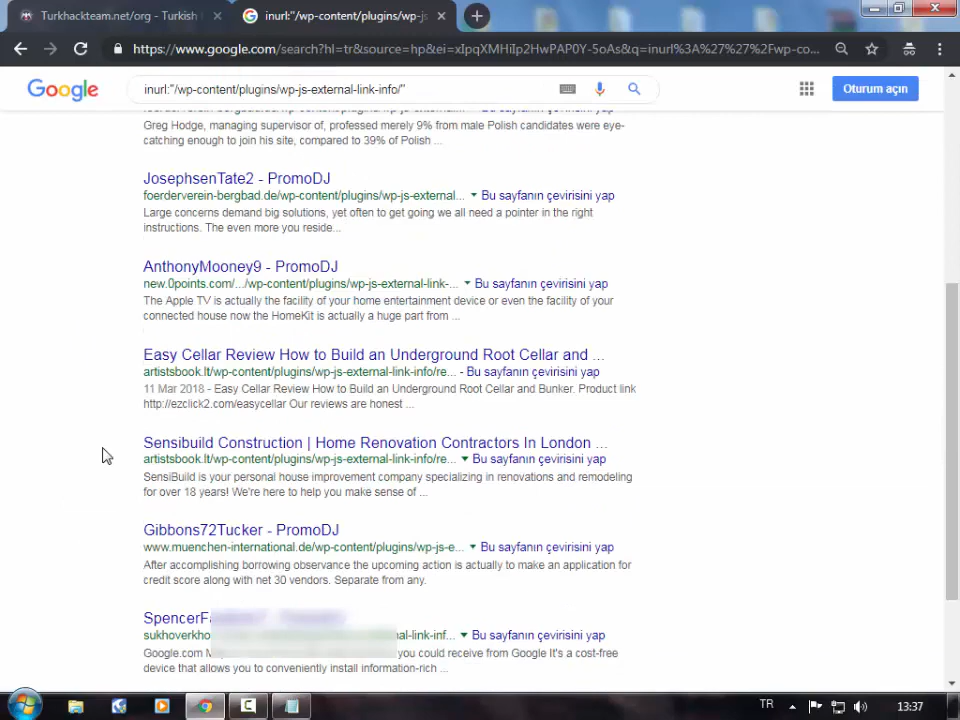 Turkhackteam.net/org - Turkish
inurl:"/wp-content/plugins/wp-js-
https://www.google.com/search?hl=tr&source=hp&ei=xIpqXMHiIp2HwPAP0Y-5oAs&q=inurl%3A%27%27%2Fwp-co...
Google
inurl:"/wp-content/plugins/wp-js-external-link-info/"
Oturum açın
Bu sayfanın çevirisini yap
Greg Hodge, managing supervisor of, professed merely 9% from male Polish candidates were eye-
catching enough to join his site, compared to 39% of Polish ...
JosephsenTate2 - PromoDJ
foerderverein-bergbad.de/wp-content/plugins/wp-js-external... Bu sayfanın çevirisini yap
Large concerns demand big solutions, yet often to get going we all need a pointer in the right
instructions. The even more you reside...
AnthonyMooney9 - PromoDJ
new.0points.com/.../wp-content/plugins/wp-js-external-link-... Bu sayfanın çevirisini yap
The Apple TV is actually the facility of your home entertainment device or even the facility of your
connected house now the HomeKit is actually a huge part from ...
Easy Cellar Review How to Build an Underground Root Cellar and ...
artistsbook.lt/wp-content/plugins/wp-js-external-link-info/re... - Bu sayfanın çevirisini yap
11 Mar 2018 - Easy Cellar Review How to Build an Underground Root Cellar and Bunker. Product link
http://ezclick2.com/easycellar Our reviews are honest ...
Sensibuild Construction | Home Renovation Contractors In London ...
artistsbook.lt/wp-content/plugins/wp-js-external-link-info/re... Bu sayfanın çevirisini yap
SensiBuild is your personal house improvement company specializing in renovations and remodeling
for over 18 years! We're here to help you make sense of ...
Gibbons72Tucker - PromoDJ
www.muenchen-international.de/wp-content/plugins/wp-js-e... Bu sayfanın çevirisini yap
After accomplishing borrowing observance the upcoming action is actually to make an application for
credit score along with net 30 vendors. Separate from any.
SpencerF
sukhoverkho al-link-inf... Bu sayfanın çevirisini yap
Google.com you could receive from Google It's a cost-free
device that allows you to conveniently install information-rich ...
TR
13:37